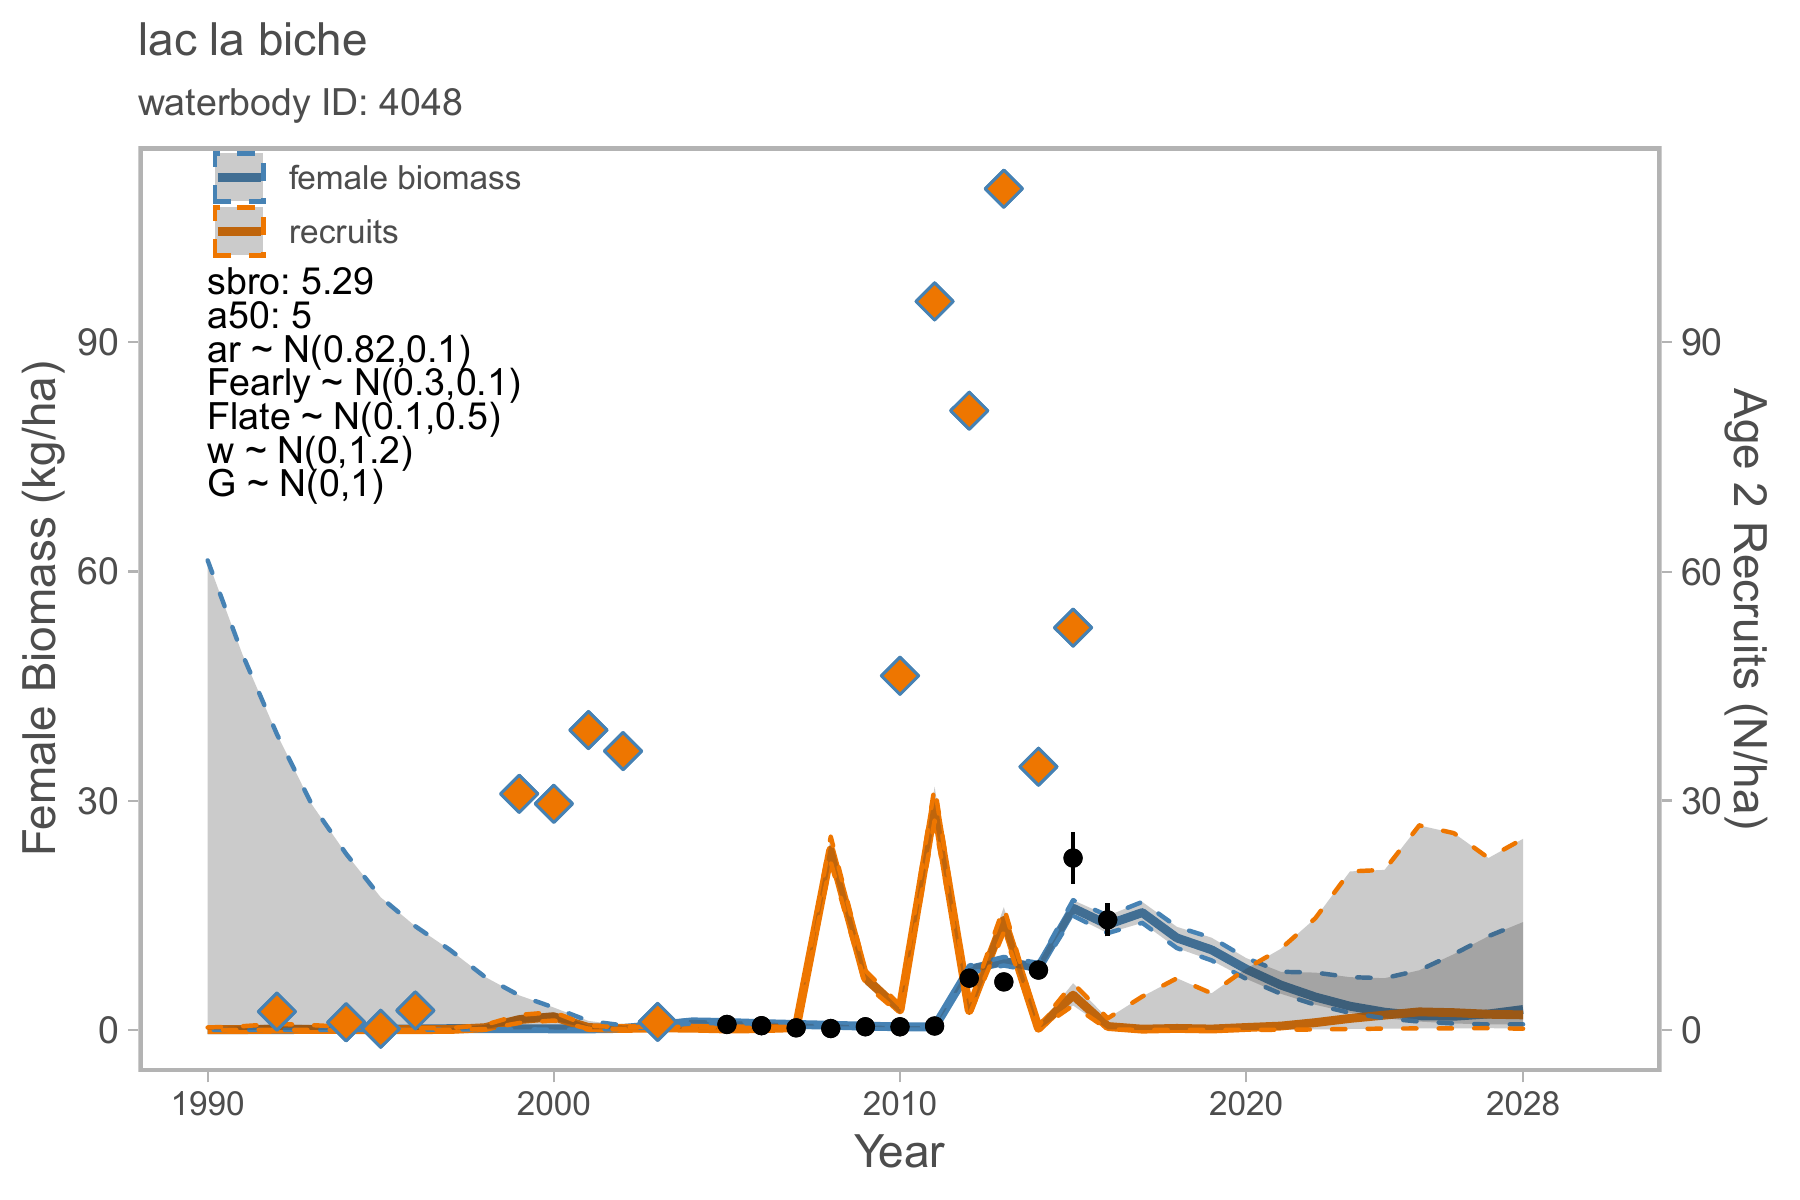 lac la biche
waterbody ID: 4048
female biomass
recruits
sbro: 5.29
a50: 5
ar ~ N(0.82,0.1)
Fearly ~ N(0.3,0.1)
Flate ~ N(0.1,0.5)
w ~ N(0,1.2)
G ~ N(0,1)
Female Biomass (kg/ha)
90
60
30
0
90
60
30
0
Age 2 Recruits (N/ha)
1990
2000
2010
2020
2028
Year